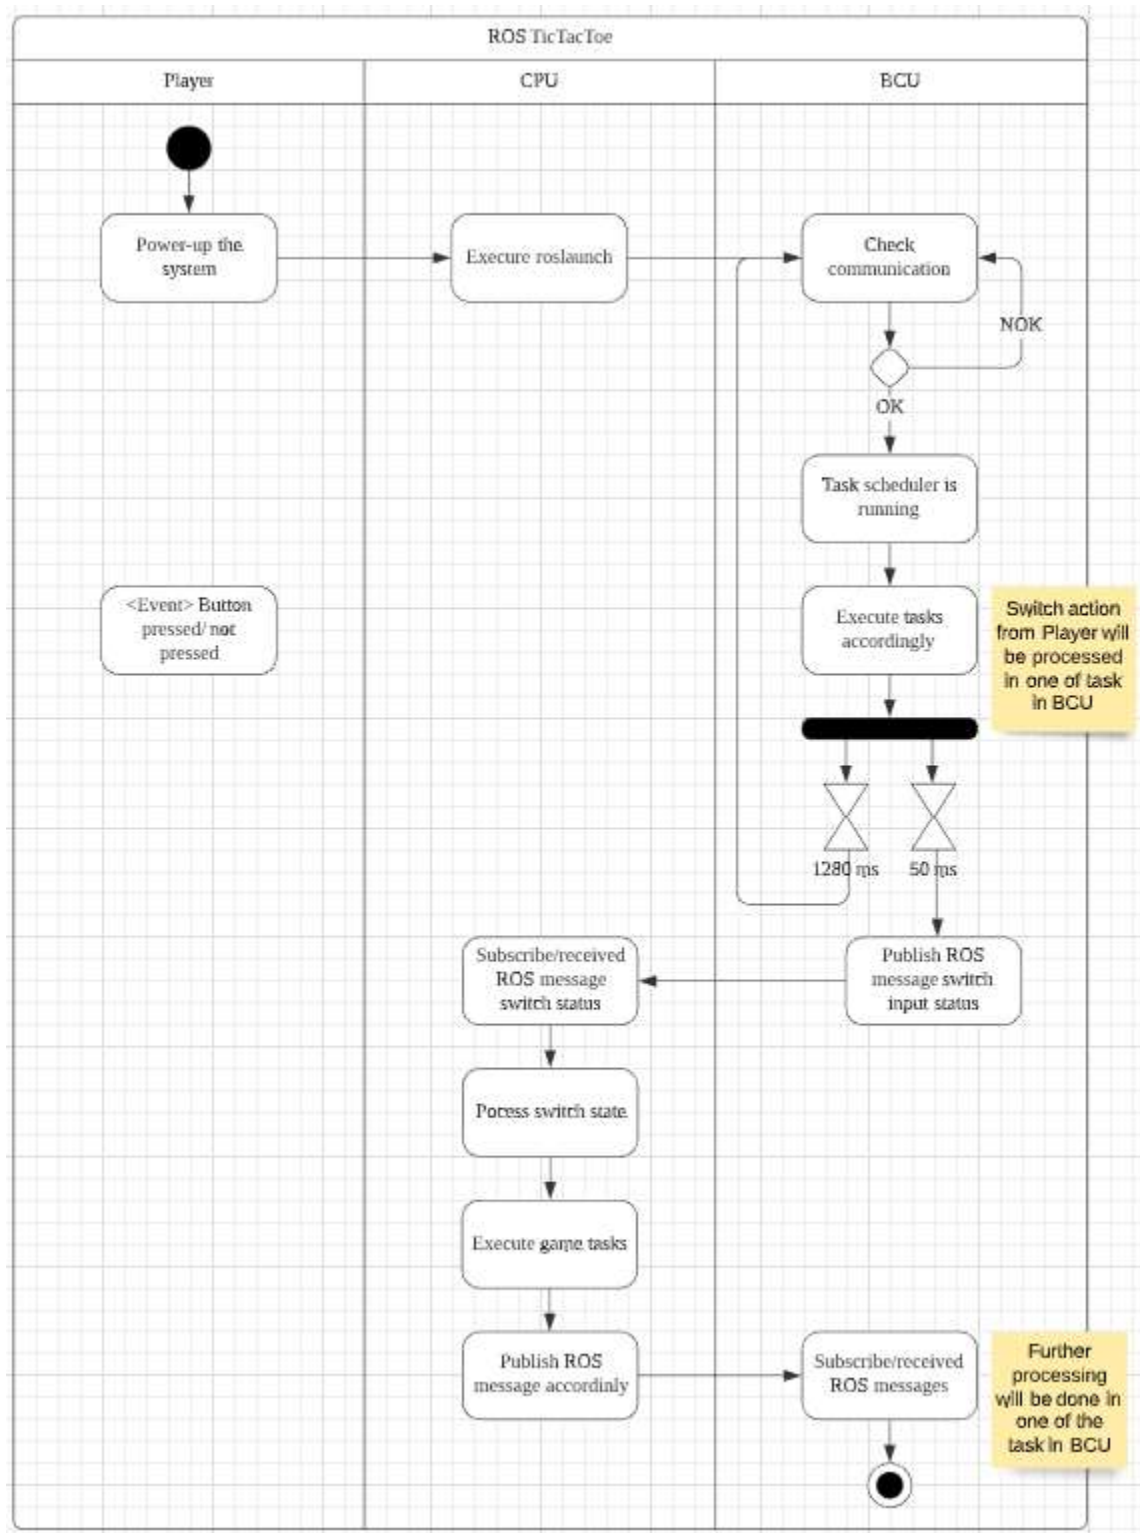 ROS TicTacToe
Player
CPU
BCU
Power-up the
system
Execure roslaunch
Check
communication
NOK
OK
Task scheduler is
running
<Event> Button
pressed/ not
pressed
Execute tasks
accordingly
Switch action
from Player will
be processed
in one of task
in BCU
1280 ms
50 ms
Subscribe/received
ROS message
switch status
Publish ROS
message switch
input status
Potess switch state
Execute game tasks
Publish ROS
message accordinly
Subscribe/received
ROS messages
Further
processing
will be done in
one of the
task in BCU